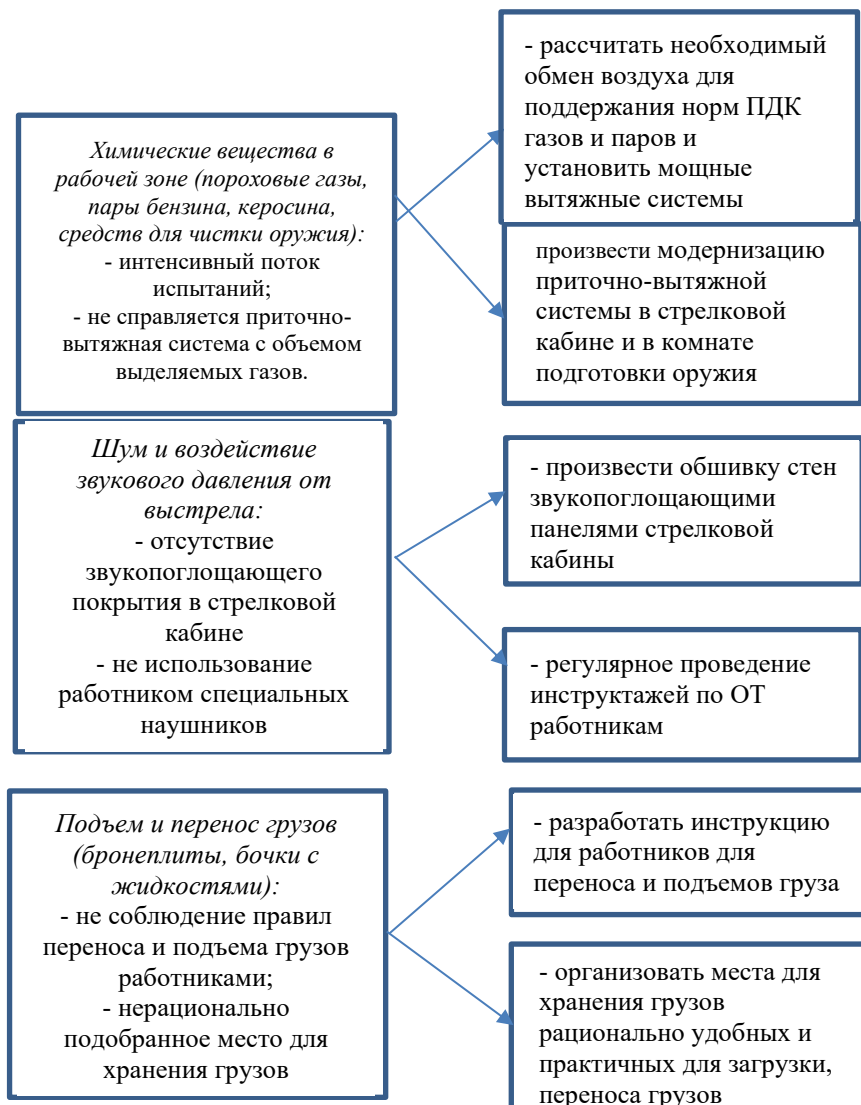 Химические вещества в
рабочей зоне (пороховые газы,
пары бензина, керосина,
средств для чистки оружия):
- интенсивный поток
испытаний;
- не справляется приточно-
вытяжная система с объемом
выделяемых газов.
- рассчитать необходимый
обмен воздуха для
поддержания норм ПДК
газов и паров и
установить мощные
вытяжные системы
произвести модернизацию
приточно-вытяжной
системы в стрелковой
кабине и в комнате
подготовки оружия
Шум и воздействие
звукового давления от
выстрела:
- отсутствие
звукопоглощающего
покрытия в стрелковой
кабине
- не использование
работником специальных
наушников
- произвести обшивку стен
звукопоглощающими
панелями стрелковой
кабины
- регулярное проведение
инструктажей по ОТ
работникам
Подъем и перенос грузов
(бронеплиты, бочки с
жидкостями):
- не соблюдение правил
переноса и подъема грузов
работниками;
- нерационально
подобранное место для
хранения грузов
- разработать инструкцию
для работников для
переноса и подъемов груза
- организовать места для
хранения грузов
рационально удобных и
практичных для загрузки,
переноса грузов